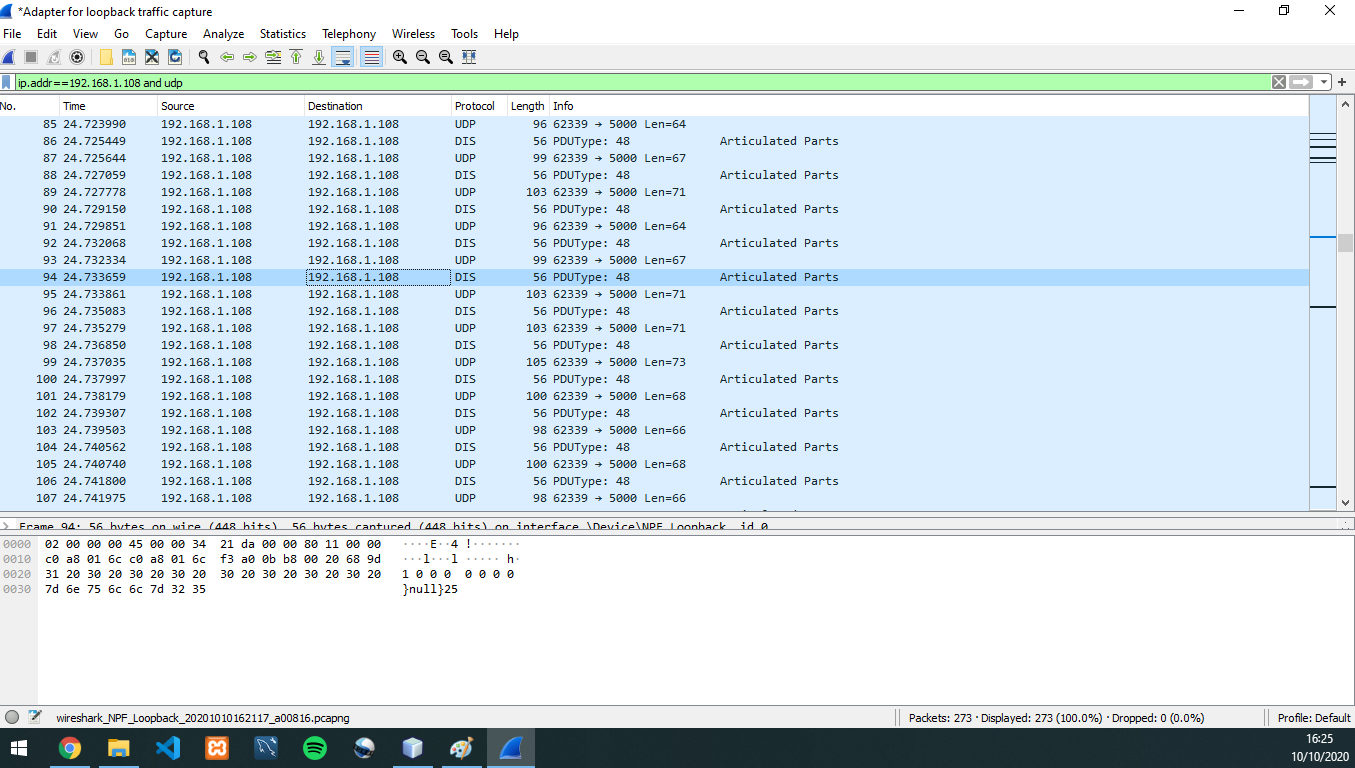 *Adapter for loopback traffic capture
File Edit View Go Capture Analyze Statistics Telephony Wireless Tools Help
ip.addr==192.168.1.108 and udp
No. Time Source Destination Protocol Length Info
85 24.723990 192.168.1.108 192.168.1.108 UDP 96 62339 → 5000 Len=64
86 24.725449 192.168.1.108 192.168.1.108 DIS 56 PDUType: 48 Articulated Parts
87 24.725644 192.168.1.108 192.168.1.108 UDP 99 62339 → 5000 Len=67
88 24.727059 192.168.1.108 192.168.1.108 DIS 56 PDUType: 48 Articulated Parts
89 24.727778 192.168.1.108 192.168.1.108 UDP 103 62339 → 5000 Len=71
90 24.729150 192.168.1.108 192.168.1.108 DIS 56 PDUType: 48 Articulated Parts
91 24.729851 192.168.1.108 192.168.1.108 UDP 96 62339 → 5000 Len=64
92 24.732068 192.168.1.108 192.168.1.108 DIS 56 PDUType: 48 Articulated Parts
93 24.732334 192.168.1.108 192.168.1.108 UDP 99 62339 → 5000 Len=67
94 24.733659 192.168.1.108 192.168.1.108 DIS 56 PDUType: 48 Articulated Parts
95 24.733861 192.168.1.108 192.168.1.108 UDP 103 62339 → 5000 Len=71
96 24.735083 192.168.1.108 192.168.1.108 DIS 56 PDUType: 48 Articulated Parts
97 24.735279 192.168.1.108 192.168.1.108 UDP 103 62339 → 5000 Len=71
98 24.736850 192.168.1.108 192.168.1.108 DIS 56 PDUType: 48 Articulated Parts
99 24.737035 192.168.1.108 192.168.1.108 UDP 105 62339 → 5000 Len=73
100 24.737997 192.168.1.108 192.168.1.108 DIS 56 PDUType: 48 Articulated Parts
101 24.738179 192.168.1.108 192.168.1.108 UDP 100 62339 → 5000 Len=68
102 24.739307 192.168.1.108 192.168.1.108 DIS 56 PDUType: 48 Articulated Parts
103 24.739503 192.168.1.108 192.168.1.108 UDP 98 62339 → 5000 Len=66
104 24.740562 192.168.1.108 192.168.1.108 DIS 56 PDUType: 48 Articulated Parts
105 24.740740 192.168.1.108 192.168.1.108 UDP 100 62339 → 5000 Len=68
106 24.741800 192.168.1.108 192.168.1.108 DIS 56 PDUType: 48 Articulated Parts
107 24.741975 192.168.1.108 192.168.1.108 UDP 98 62339 → 5000 Len=66
Frame 94: 56 bytes on wire (448 bits), 56 bytes captured (448 bits) on interface \Device\NPF_Loopback, id 0
0000 02 00 00 00 45 00 00 34 21 da 00 00 80 11 00 00 ····E··4 !·······
0010 c0 a8 01 6c c0 a8 01 6c f3 a0 0b b8 00 20 68 9d ···l···l ····· h·
0020 31 20 30 20 30 20 30 20 30 20 30 20 30 20 30 20 1 0 0 0 0 0 0 0
0030 7d 6e 75 6c 6c 7d 32 35 }null}25
wireshark_NPF_Loopback_20201010162117_a00816.pcapng
Packets: 273 · Displayed: 273 (100.0%) · Dropped: 0 (0.0%)
Profile: Default
16:25
10/10/2020